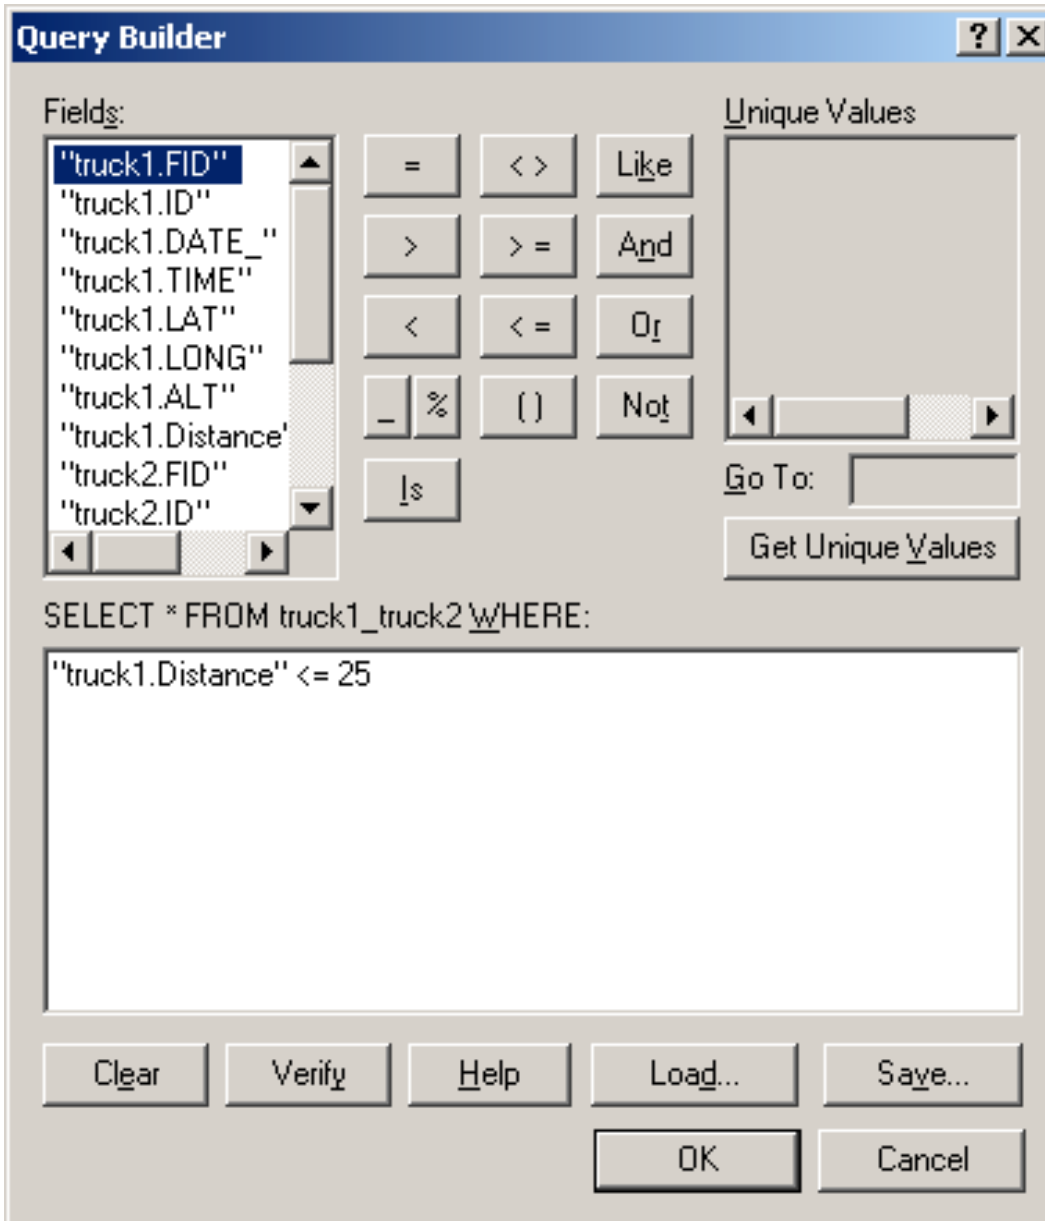 Query Builder
?
Fields:
"truck1.FID"
"truck1.ID"
"truck1.DATE_"
"truck1.TIME"
"truck1.LAT"
"truck1.LONG"
"truck1.ALT"
"truck1.Distance"
"truck2.FID"
"truck2.ID"
= < > Like
> > = And
< < = Or
_ % ( ) Not
Is
Unique Values
Go To:
Get Unique Values
SELECT * FROM truck1_truck2 WHERE:
"truck1.Distance" <= 25
Clear Verify Help Load... Save...
OK Cancel